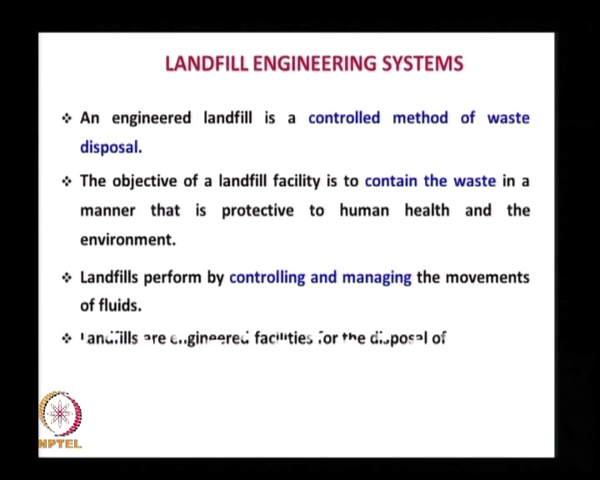 LANDFILL ENGINEERING SYSTEMS
❖ An engineered landfill is a controlled method of waste
disposal.
❖ The objective of a landfill facility is to contain the waste in a
manner that is protective to human health and the
environment.
❖ Landfills perform by controlling and managing the movements
of fluids.
❖ Landfills are engineered facilities for the disposal of
NPTEL